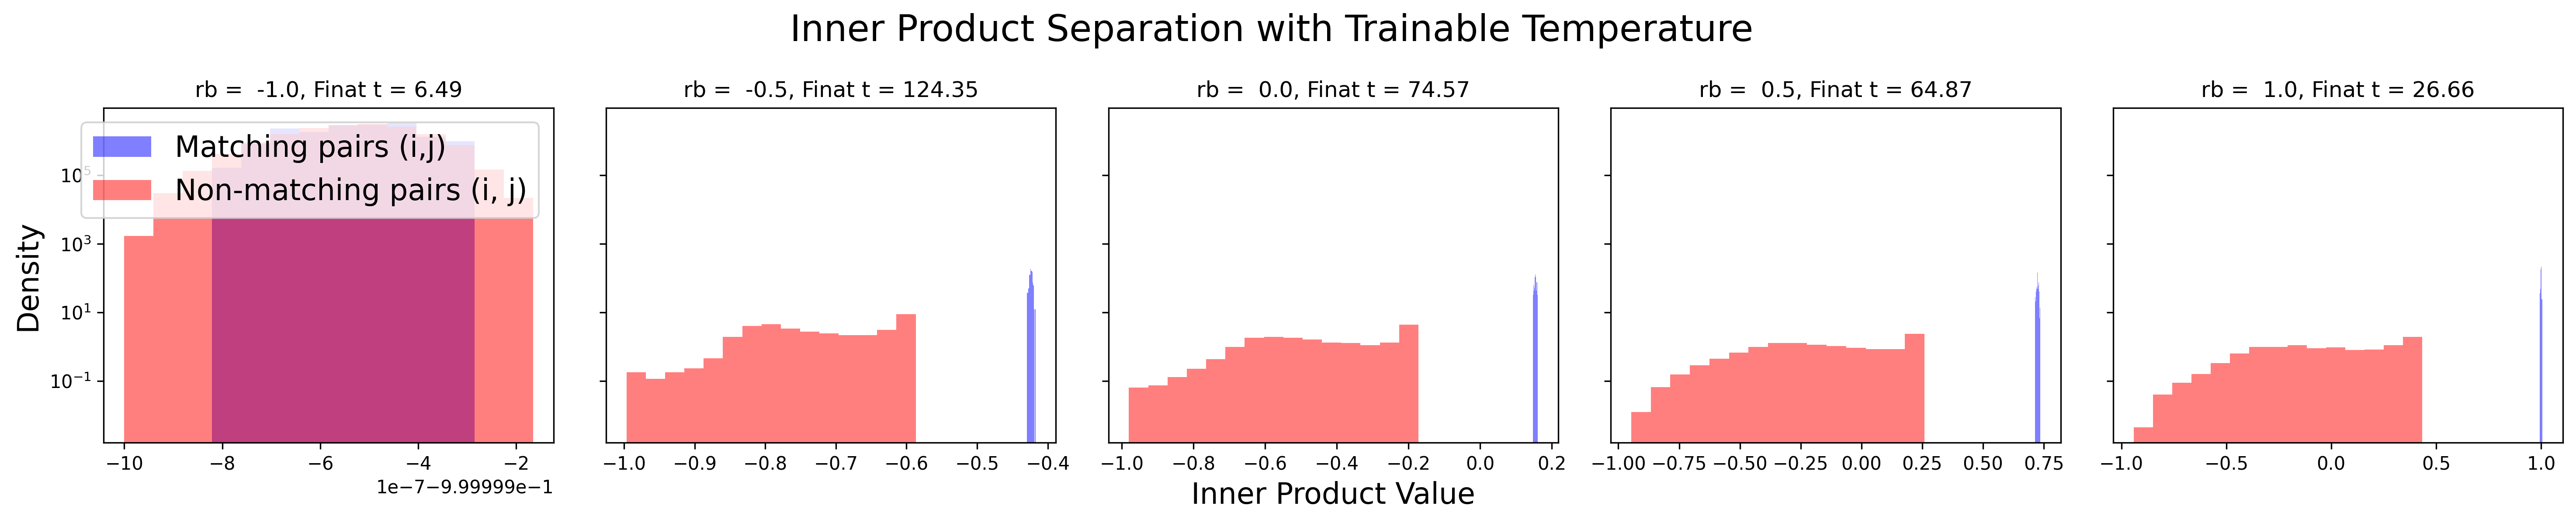 Inner Product Separation with Trainable Temperature
rb =  -1.0, Finat t = 6.49
rb =  -0.5, Finat t = 124.35
rb =  0.0, Finat t = 74.57
rb =  0.5, Finat t = 64.87
rb =  1.0, Finat t = 26.66
Matching pairs (i,j)
Non-matching pairs (i, j)
Density
10^5
10^3
10^1
10^−1
−10 −8 −6 −4 −2
1e-7−9.99999e−1
−1.0 −0.9 −0.8 −0.7 −0.6 −0.5 −0.4
−1.0 −0.8 −0.6 −0.4 −0.2 0.0 0.2
−1.00 −0.75 −0.50 −0.25 0.00 0.25 0.50 0.75
−1.0 −0.5 0.0 0.5 1.0
Inner Product Value